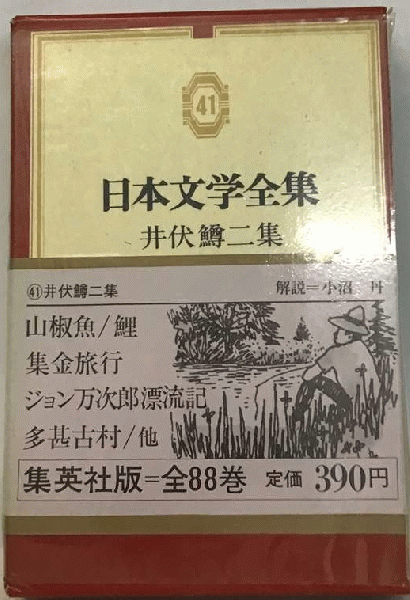 41
日本文学全集
井伏鱒二集
㊶井伏鱒二集
解説=小沼 丹
山椒魚/鯉
集金旅行
ジョン万次郎漂流記
多甚古村/他
集英社版=全88巻 定価 390円